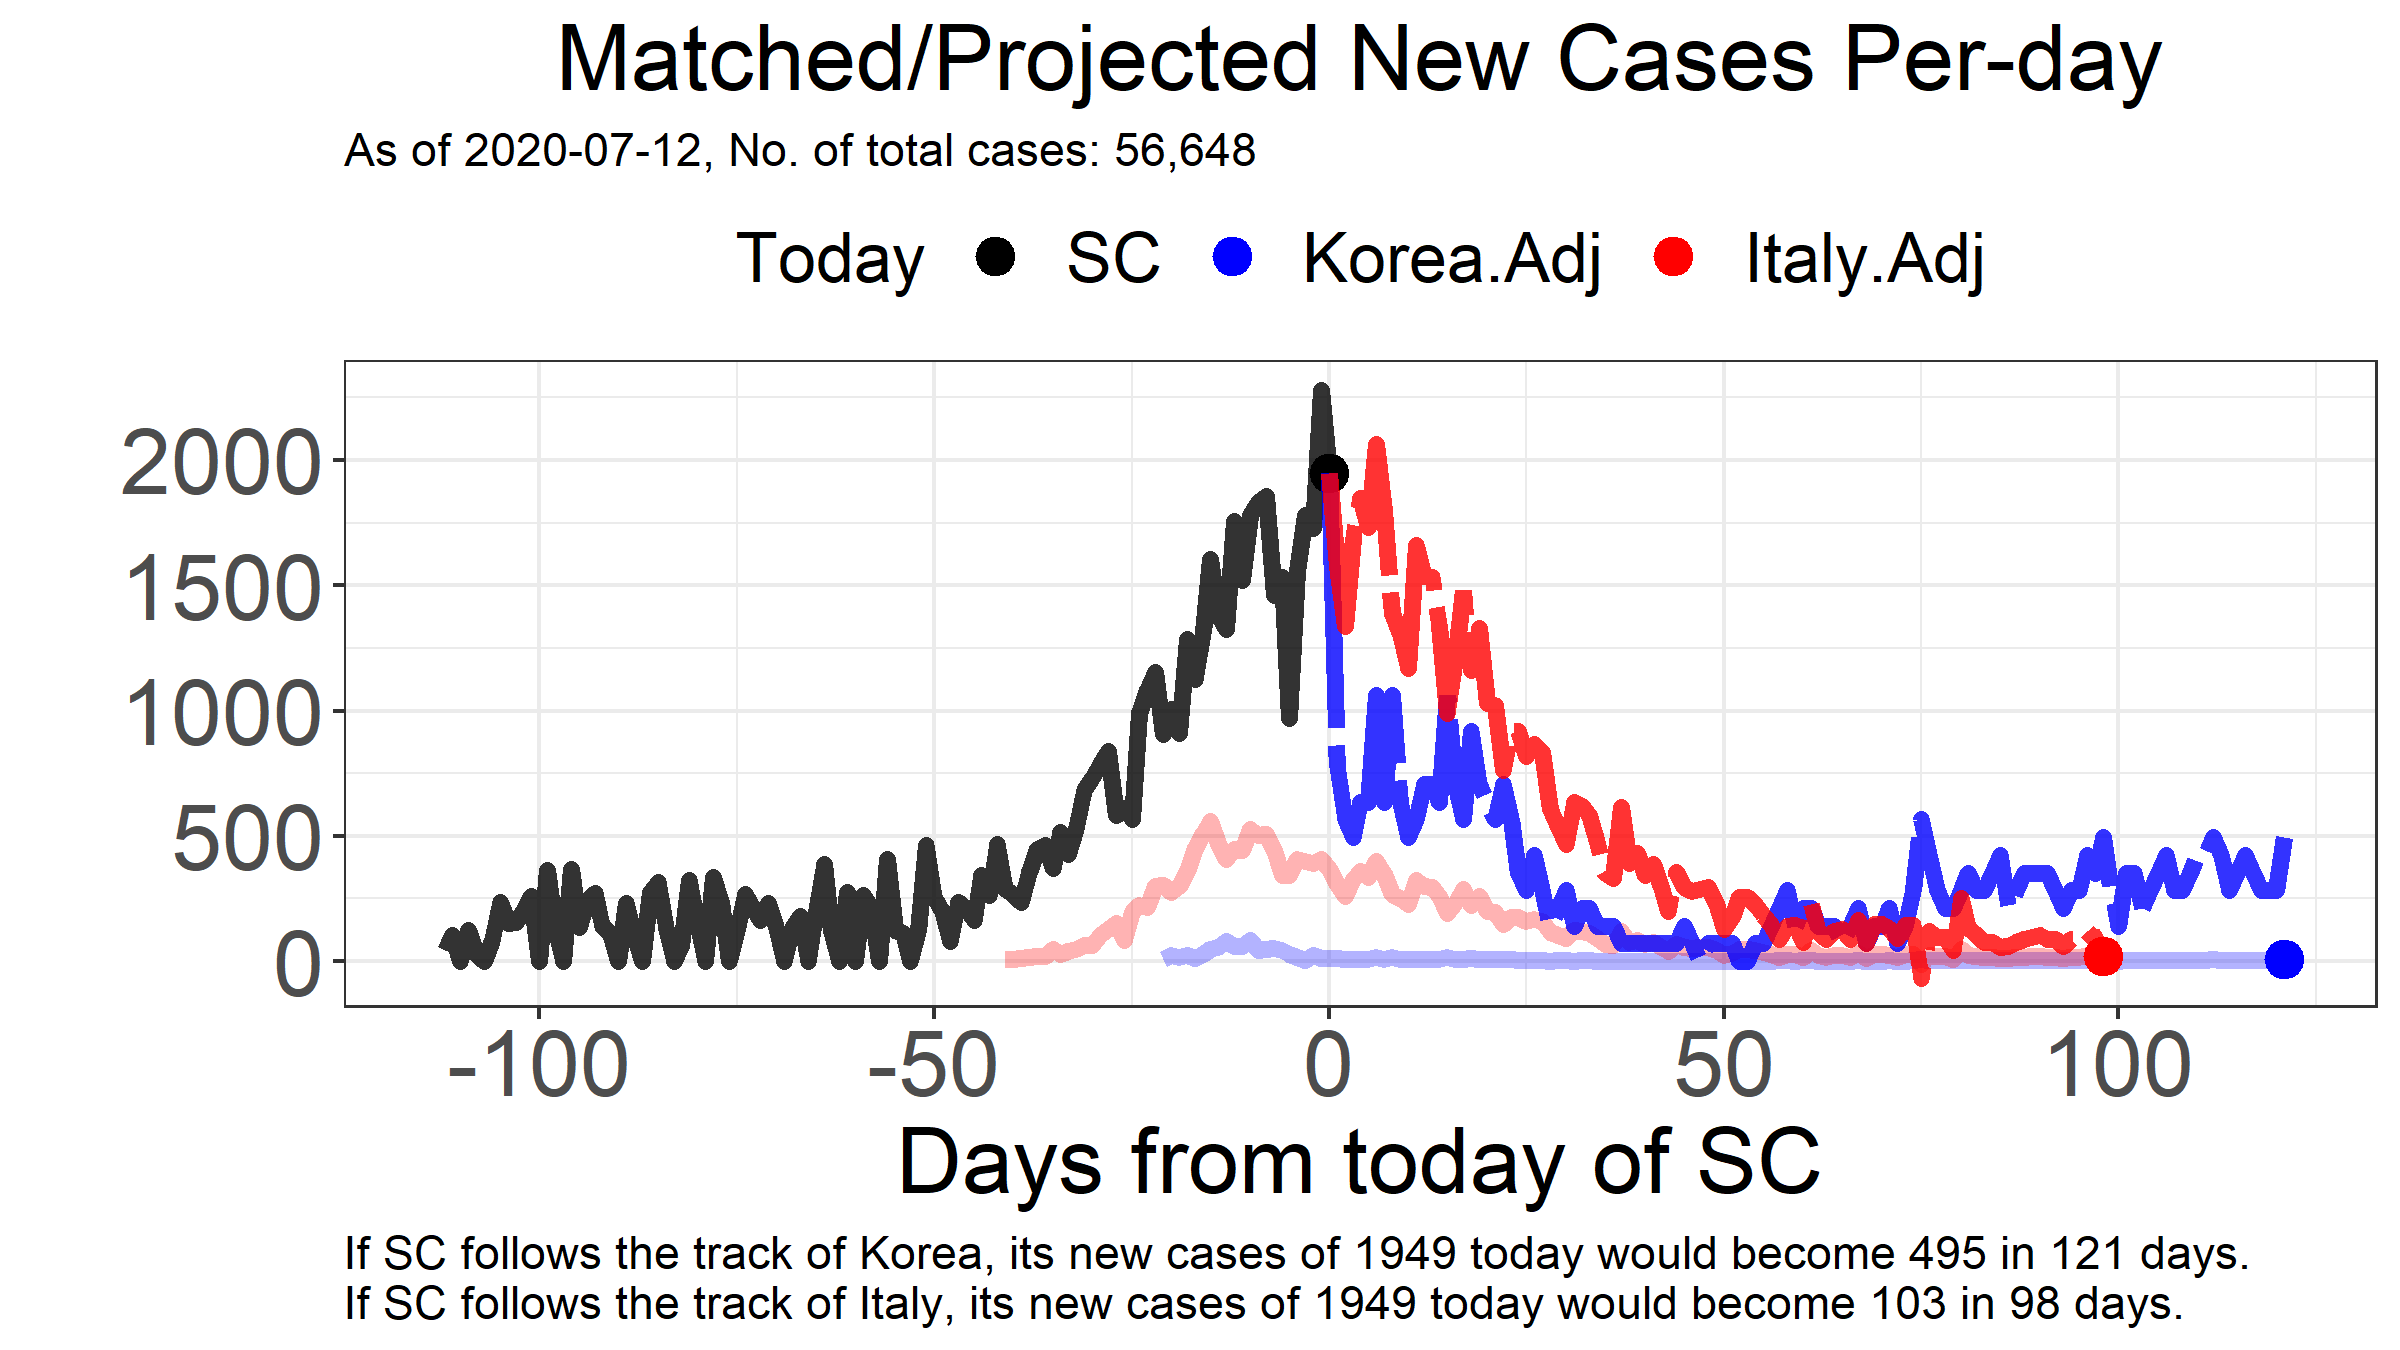 Matched/Projected New Cases Per-day
As of 2020-07-12, No. of total cases: 56,648
Today SC Korea.Adj Italy.Adj
2000
1500
1000
500
0
-100 -50 0 50 100
Days from today of SC
If SC follows the track of Korea, its new cases of 1949 today would become 495 in 121 days.
If SC follows the track of Italy, its new cases of 1949 today would become 103 in 98 days.